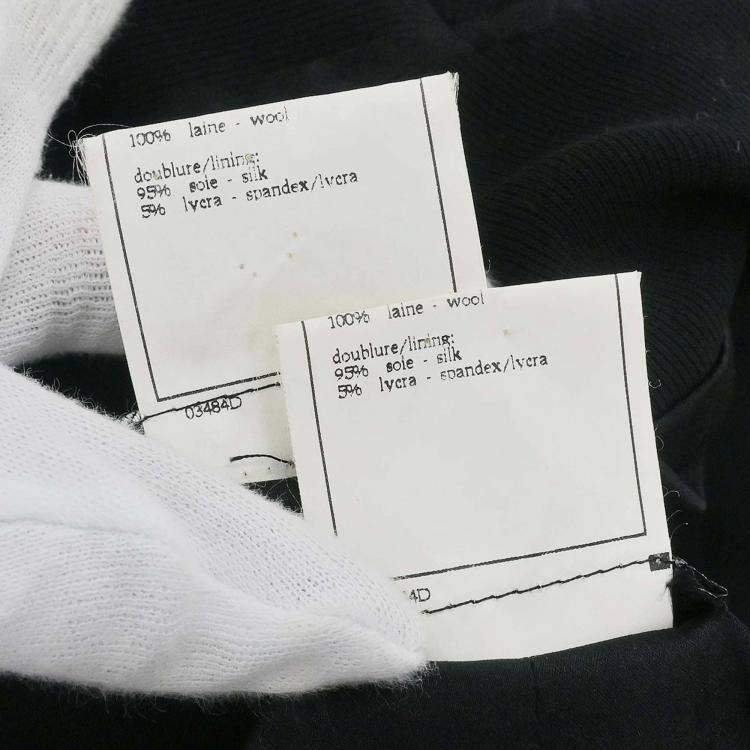 100% laine - wool
doublure/lining:
95% soie - silk
5% lycra - spandex/lycra
03484D
100% laine - wool
doublure/lining:
95% soie - silk
5% lycra - spandex/lycra
4D